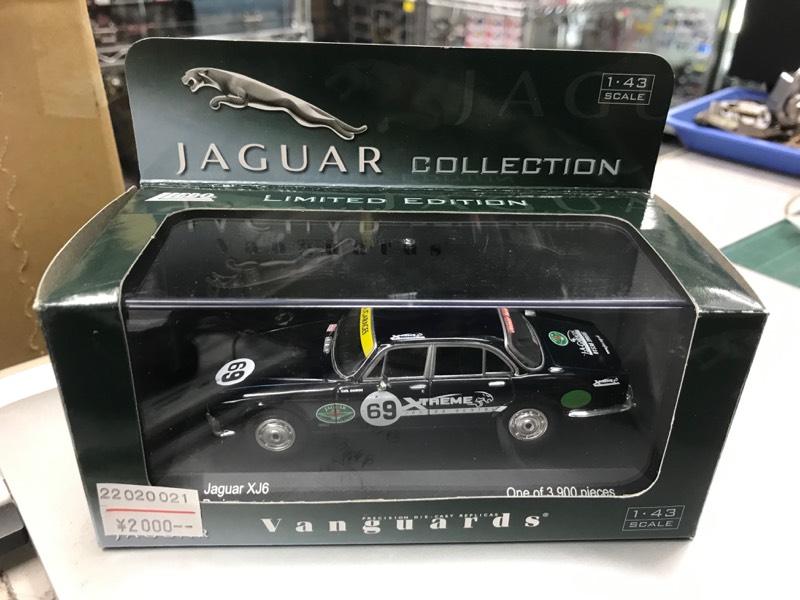 1:43
SCALE
JAGUAR COLLECTION
LIMITED EDITION
Vanguards
69
69
XTREME
Jaguar XJ6
One of 3,900 pieces
22020021
¥2000--
PRECISION DIE-CAST REPLICAS
Vanguards®
1:43
SCALE